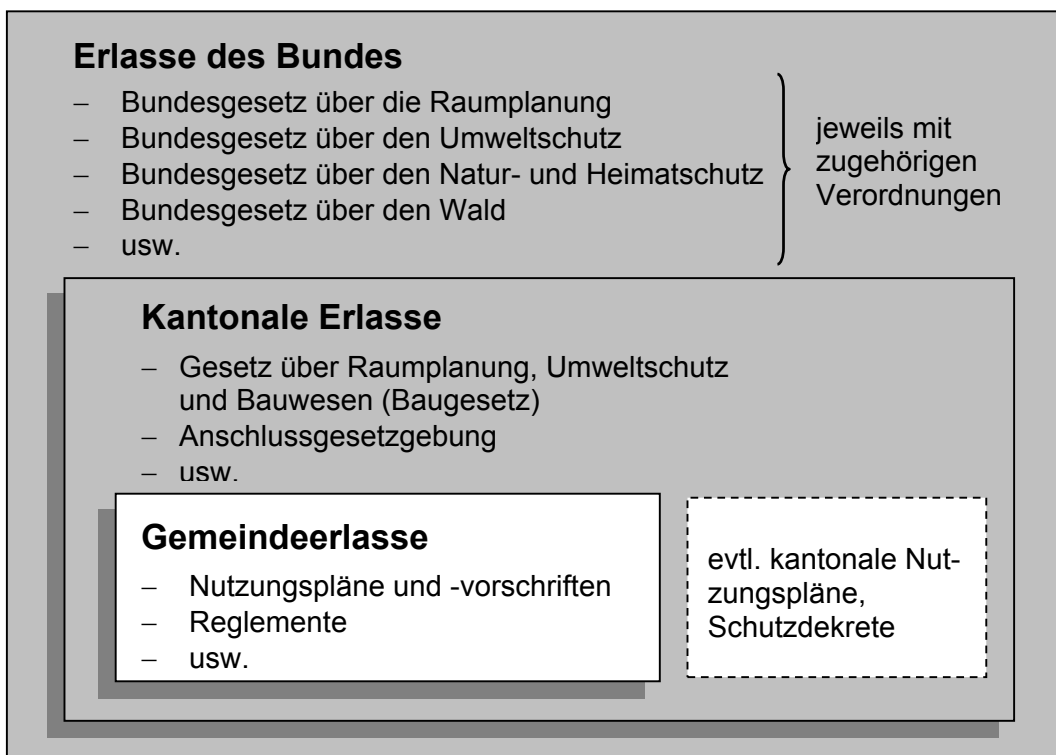 Erlasse des Bundes
– Bundesgesetz über die Raumplanung
– Bundesgesetz über den Umweltschutz
– Bundesgesetz über den Natur- und Heimatschutz
– Bundesgesetz über den Wald
– usw.
jeweils mit
zugehörigen
Verordnungen
Kantonale Erlasse
– Gesetz über Raumplanung, Umweltschutz
und Bauwesen (Baugesetz)
– Anschlussgesetzgebung
– usw.
Gemeindeerlasse
– Nutzungspläne und -vorschriften
– Reglemente
– usw.
evtl. kantonale Nut-
zungspläne,
Schutzdekrete